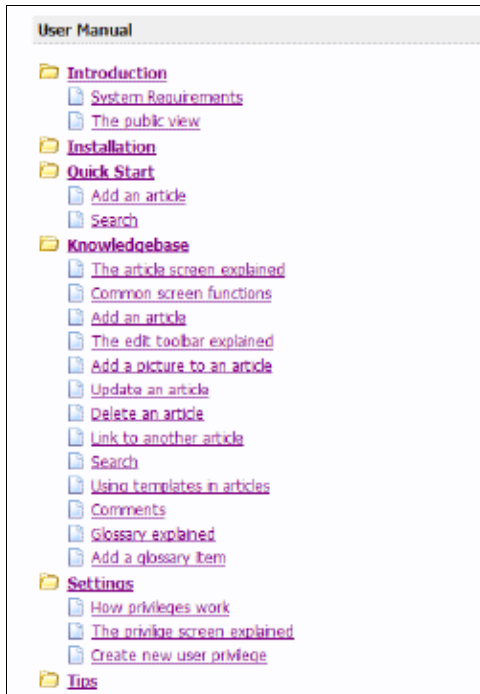 User Manual
Introduction
System Requirements
The public view
Installation
Quick Start
Add an article
Search
Knowledgebase
The article screen explained
Common screen functions
Add an article
The edit toolbar explained
Add a picture to an article
Update an article
Delete an article
Link to another article
Search
Using templates in articles
Comments
Glossary explained
Add a glossary item
Settings
How privileges work
The privilige screen explained
Create new user privilege
Tips